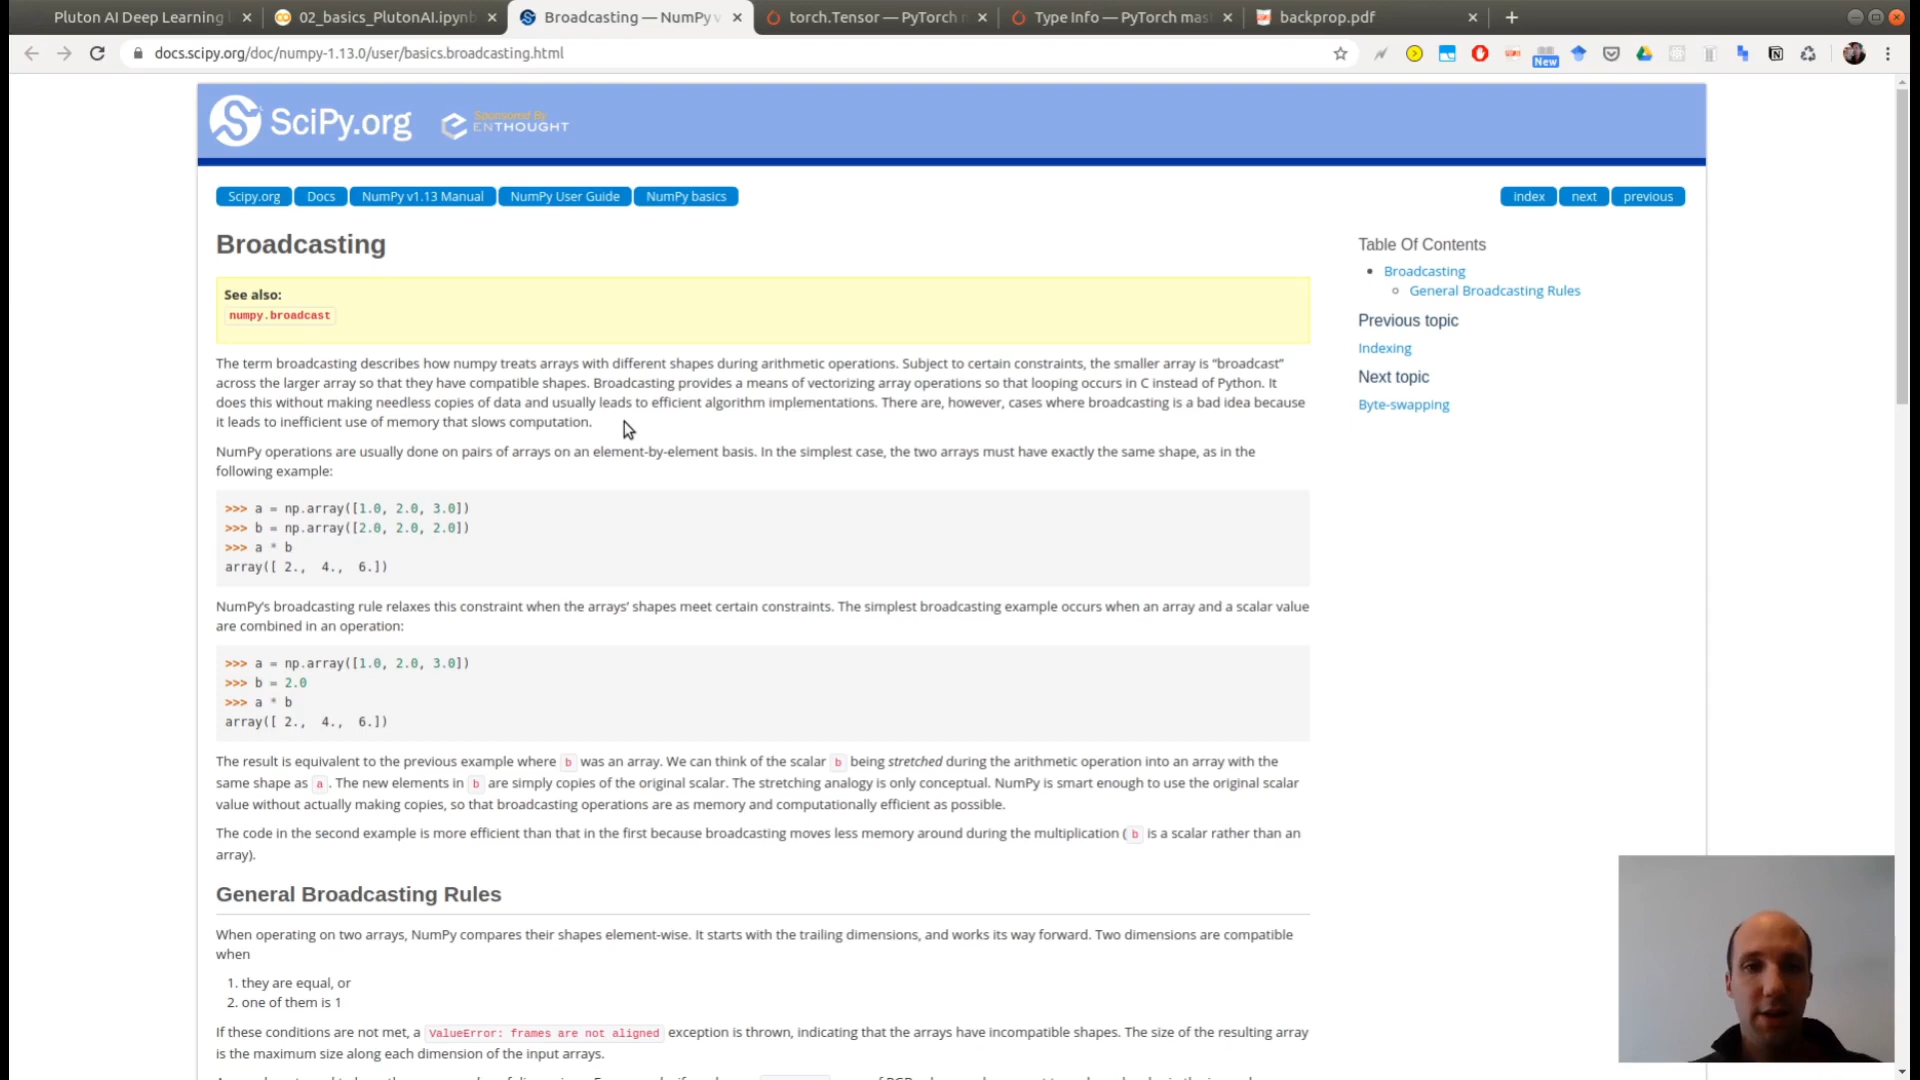 Pluton AI Deep Learning
02_basics_PlutonAI.ipynb
Broadcasting — NumPy v
torch.Tensor — PyTorch
Type Info — PyTorch mas
backprop.pdf
docs.scipy.org/doc/numpy-1.13.0/user/basics.broadcasting.html
New
SciPy.org
Sponsored By
ENTHOUGHT
Scipy.org
Docs
NumPy v1.13 Manual
NumPy User Guide
NumPy basics
index
next
previous
Broadcasting
See also:
numpy.broadcast
The term broadcasting describes how numpy treats arrays with different shapes during arithmetic operations. Subject to certain constraints, the smaller array is “broadcast”
across the larger array so that they have compatible shapes. Broadcasting provides a means of vectorizing array operations so that looping occurs in C instead of Python. It
does this without making needless copies of data and usually leads to efficient algorithm implementations. There are, however, cases where broadcasting is a bad idea because
it leads to inefficient use of memory that slows computation.
NumPy operations are usually done on pairs of arrays on an element-by-element basis. In the simplest case, the two arrays must have exactly the same shape, as in the
following example:
>>> a = np.array([1.0, 2.0, 3.0])
>>> b = np.array([2.0, 2.0, 2.0])
>>> a * b
array([ 2.,  4.,  6.])
NumPy’s broadcasting rule relaxes this constraint when the arrays’ shapes meet certain constraints. The simplest broadcasting example occurs when an array and a scalar value
are combined in an operation:
>>> a = np.array([1.0, 2.0, 3.0])
>>> b = 2.0
>>> a * b
array([ 2.,  4.,  6.])
The result is equivalent to the previous example where b was an array. We can think of the scalar b being stretched during the arithmetic operation into an array with the
same shape as a. The new elements in b are simply copies of the original scalar. The stretching analogy is only conceptual. NumPy is smart enough to use the original scalar
value without actually making copies, so that broadcasting operations are as memory and computationally efficient as possible.
The code in the second example is more efficient than that in the first because broadcasting moves less memory around during the multiplication (b is a scalar rather than an
array).
General Broadcasting Rules
When operating on two arrays, NumPy compares their shapes element-wise. It starts with the trailing dimensions, and works its way forward. Two dimensions are compatible
when
1. they are equal, or
2. one of them is 1
If these conditions are not met, a ValueError: frames are not aligned exception is thrown, indicating that the arrays have incompatible shapes. The size of the resulting array
is the maximum size along each dimension of the input arrays.
Table Of Contents
Broadcasting
General Broadcasting Rules
Previous topic
Indexing
Next topic
Byte-swapping